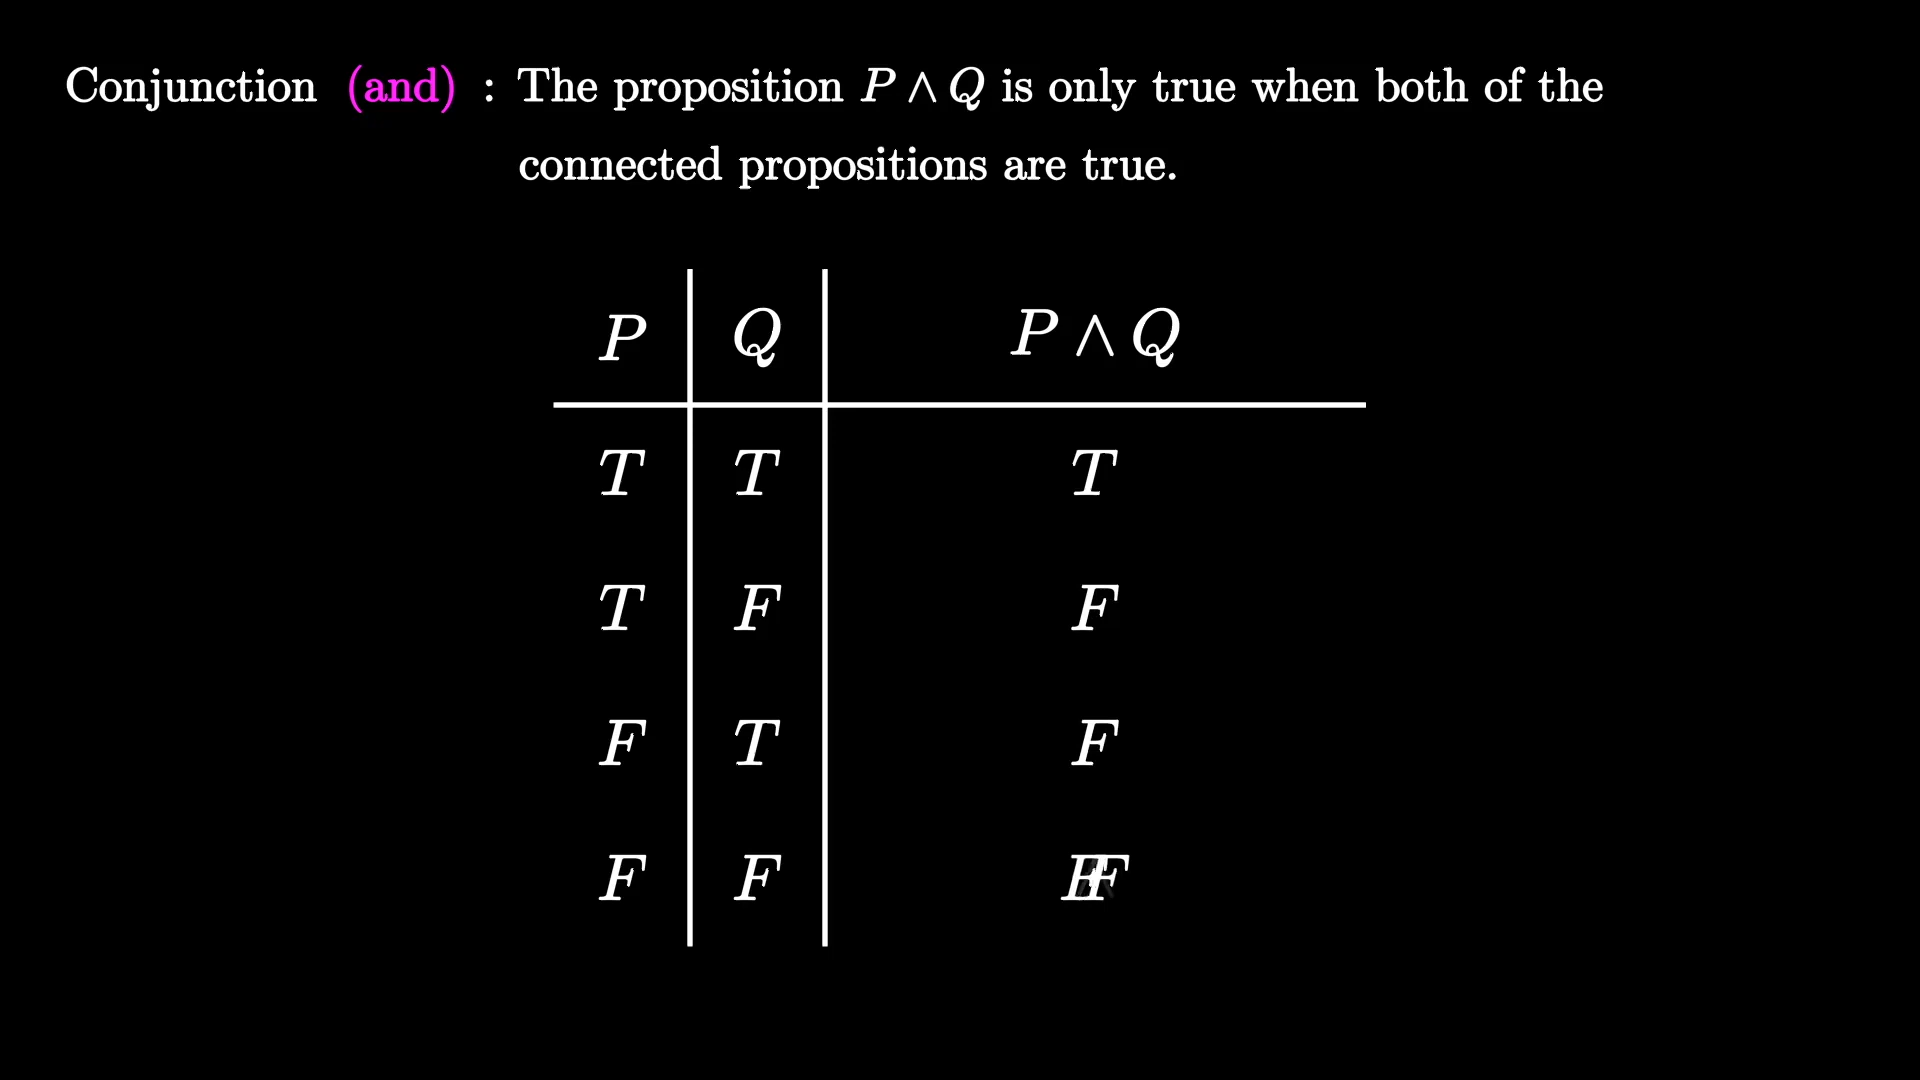 Conjunction (and) : The proposition P ∧ Q is only true when both of the
connected propositions are true.
P Q P ∧ Q
T T T
T F F
F T F
F F